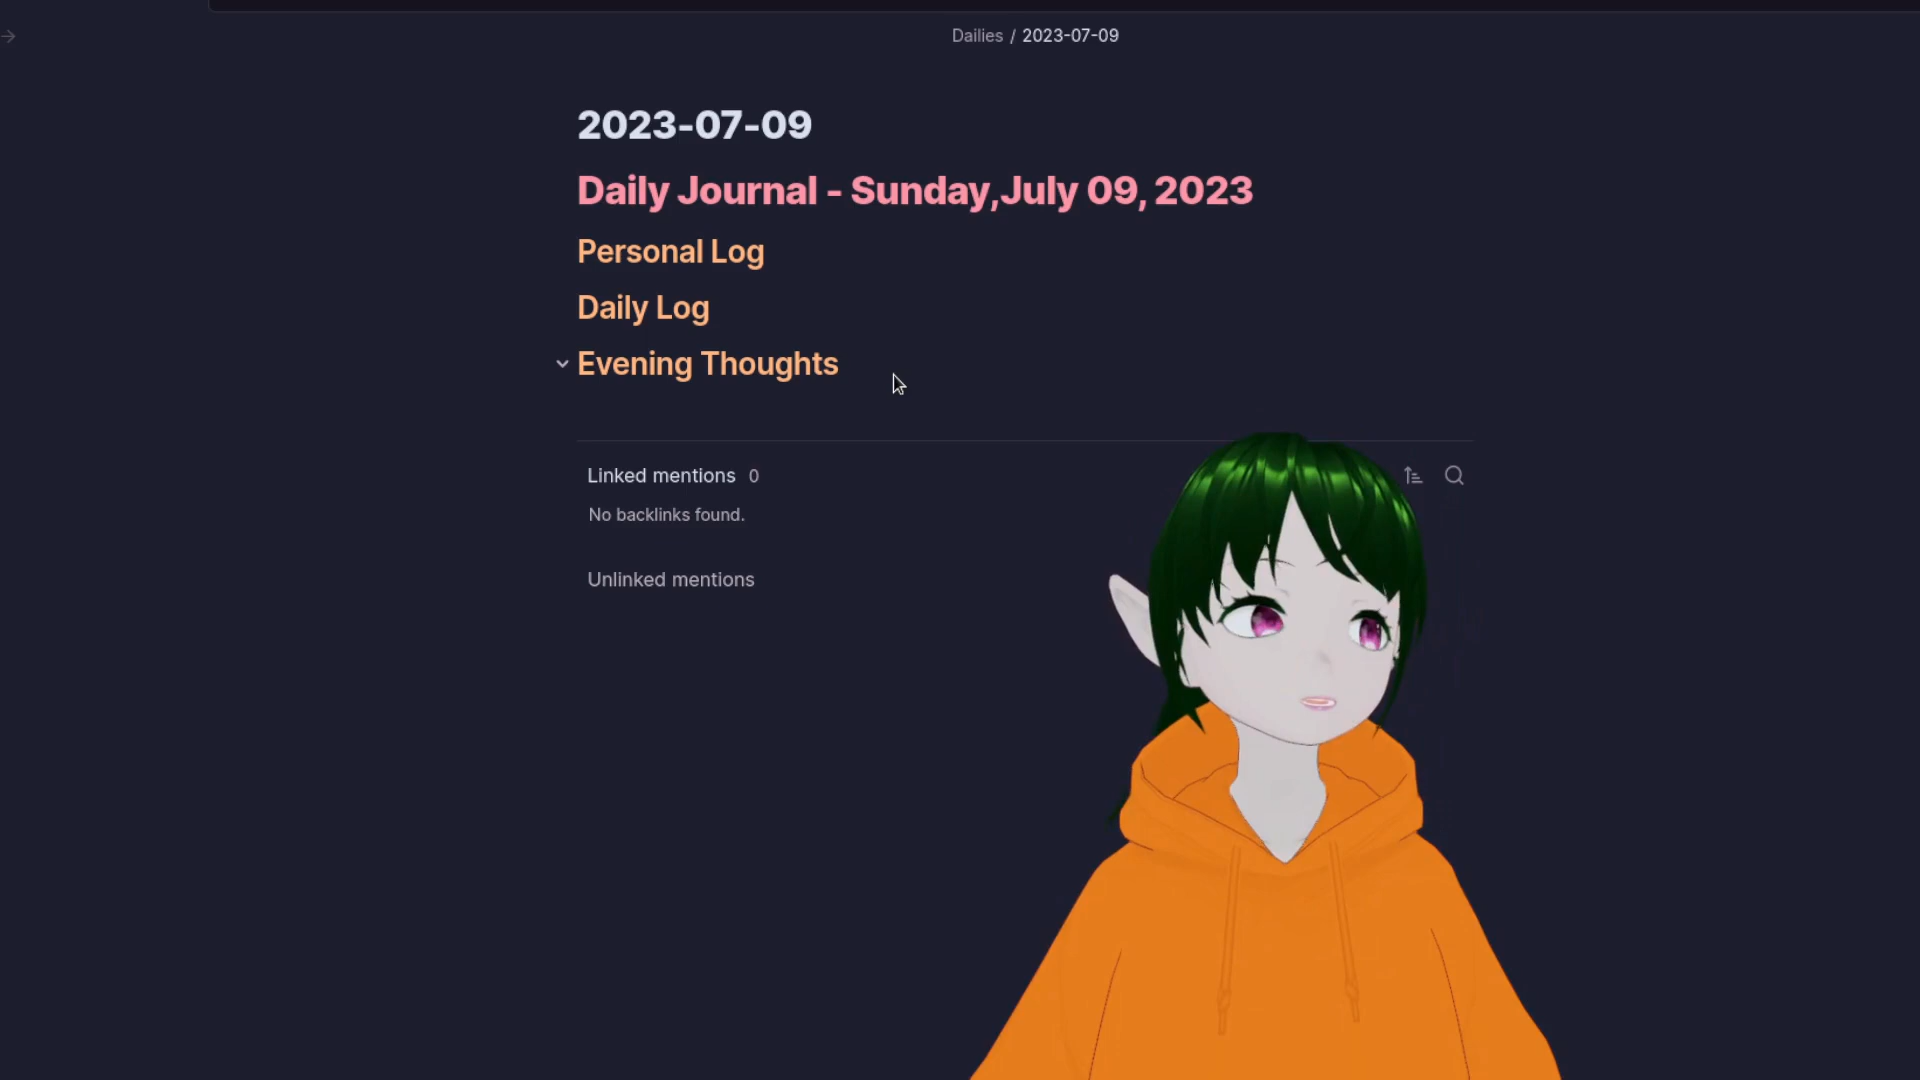 Dailies / 2023-07-09
2023-07-09
Daily Journal - Sunday,July 09, 2023
Personal Log
Daily Log
Evening Thoughts
Linked mentions 0
No backlinks found.
Unlinked mentions